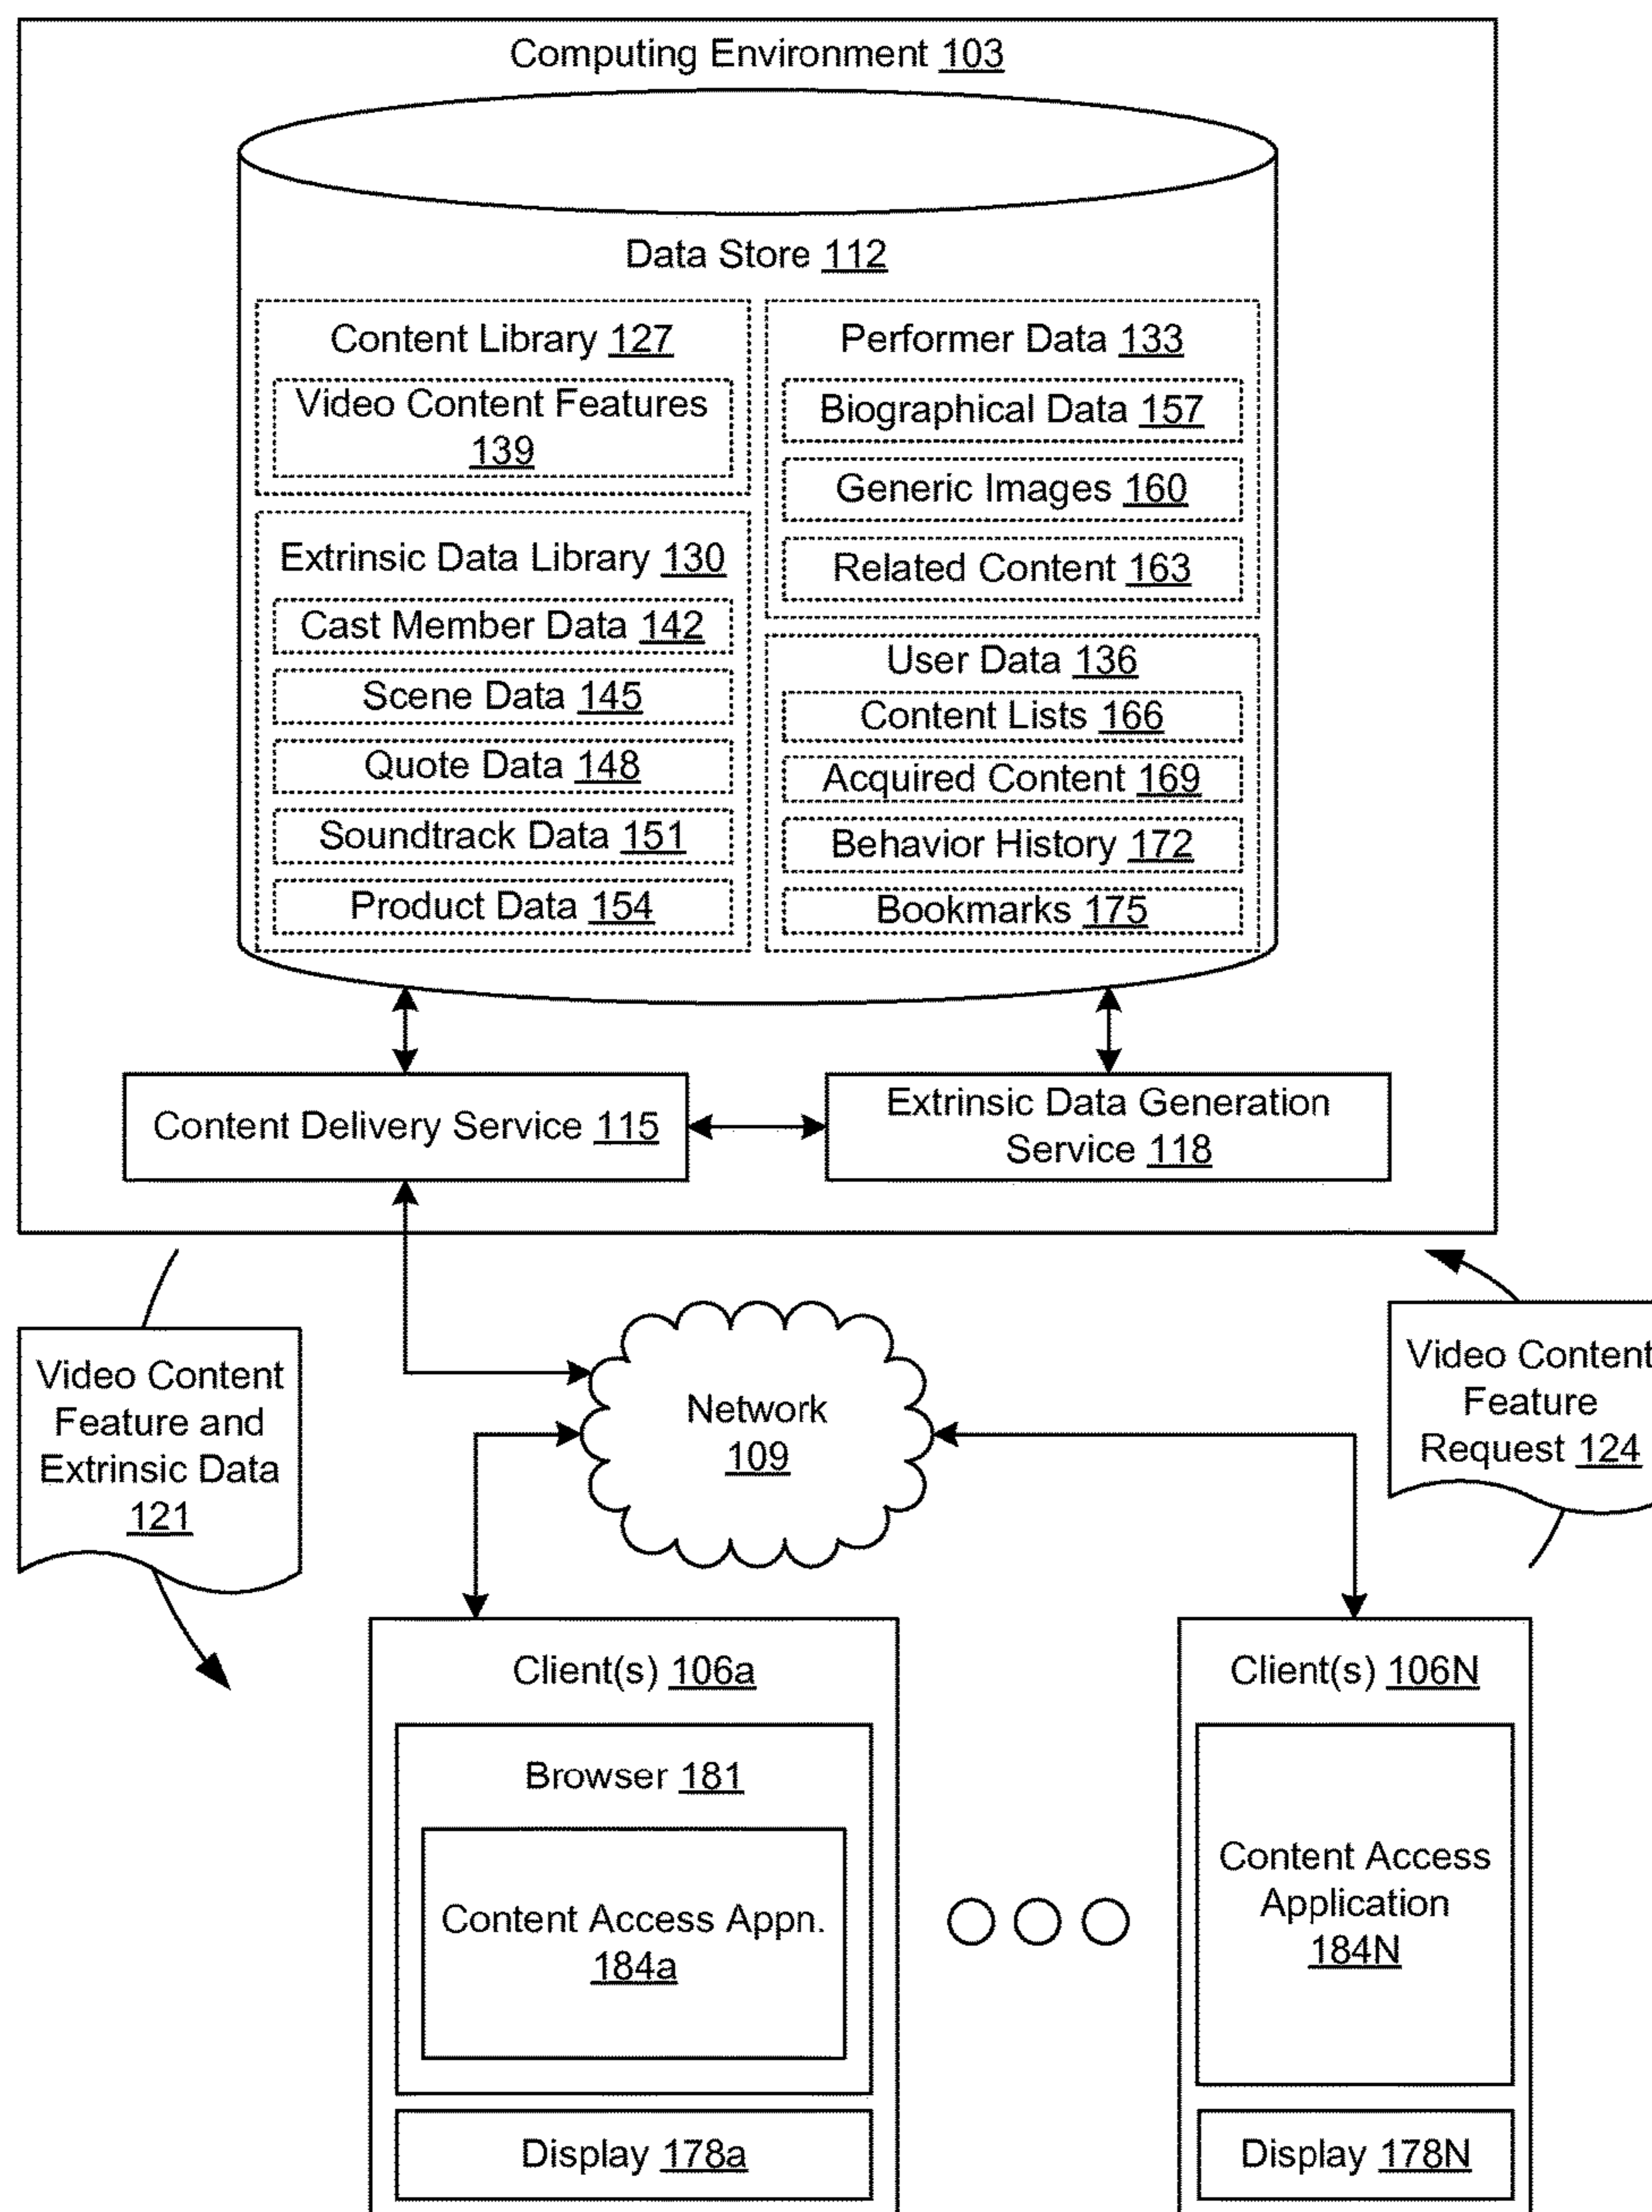 Computing Environment 103
Data Store 112
Content Library 127
Video Content Features
139
Extrinsic Data Library 130
Cast Member Data 142
Scene Data 145
Quote Data 148
Soundtrack Data 151
Product Data 154
Performer Data 133
Biographical Data 157
Generic Images 160
Related Content 163
User Data 136
Content Lists 166
Acquired Content 169
Behavior History 172
Bookmarks 175
Content Delivery Service 115
Extrinsic Data Generation
Service 118
Video Content
Feature and
Extrinsic Data
121
Network
109
Video Content
Feature
Request 124
Client(s) 106a
Browser 181
Content Access Appn.
184a
Display 178a
Client(s) 106N
Content Access
Application
184N
Display 178N